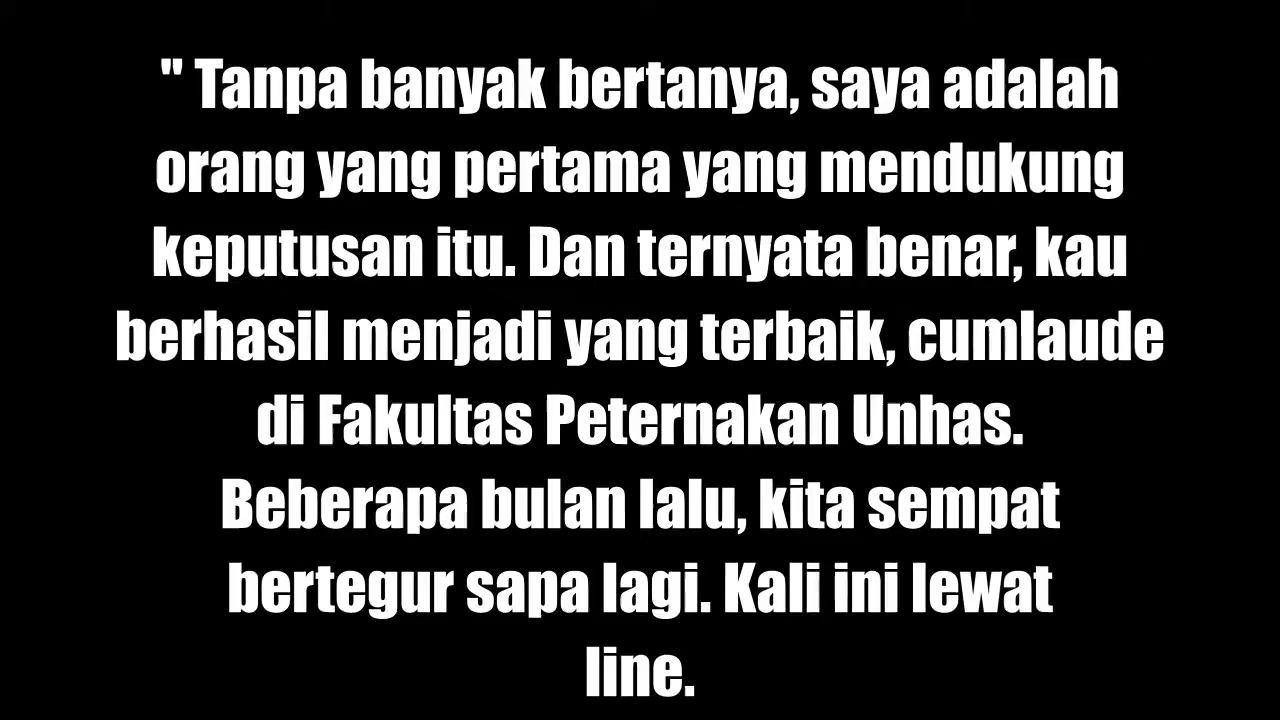 " Tanpa banyak bertanya, saya adalah
orang yang pertama yang mendukung
keputusan itu. Dan ternyata benar, kau
berhasil menjadi yang terbaik, cumlaude
di Fakultas Peternakan Unhas.
Beberapa bulan lalu, kita sempat
bertegur sapa lagi. Kali ini lewat
line.